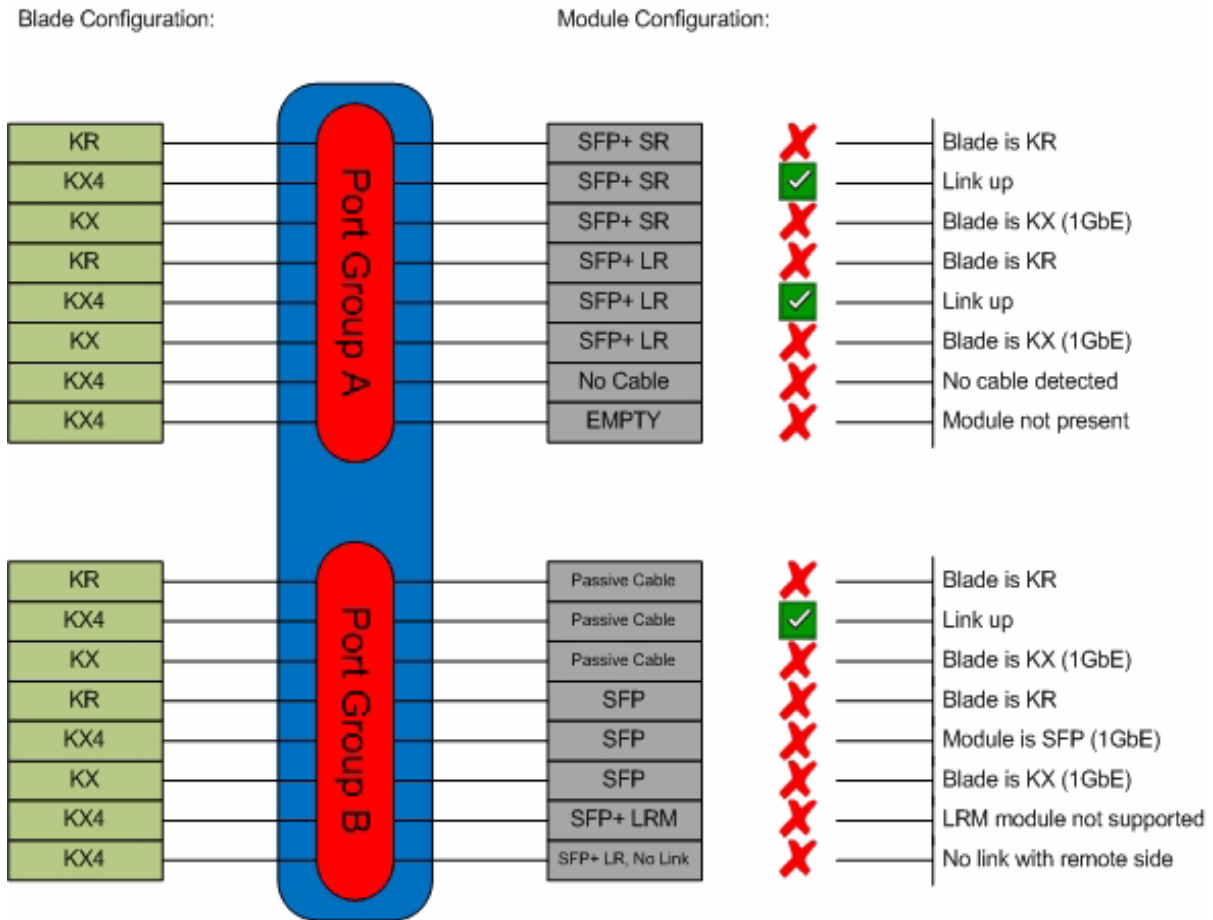 Blade Configuration: Module Configuration:
KR SFP+ SR Blade is KR
KX4 SFP+ SR Link up
KX SFP+ SR Blade is KX (1GbE)
KR SFP+ LR Blade is KR
KX4 SFP+ LR Link up
KX SFP+ LR Blade is KX (1GbE)
KX4 No Cable No cable detected
KX4 EMPTY Module not present
Port Group A
KR Passive Cable Blade is KR
KX4 Passive Cable Link up
KX Passive Cable Blade is KX (1GbE)
KR SFP Blade is KR
KX4 SFP Module is SFP (1GbE)
KX SFP Blade is KX (1GbE)
KX4 SFP+ LRM LRM module not supported
KX4 SFP+ LR, No Link No link with remote side
Port Group B